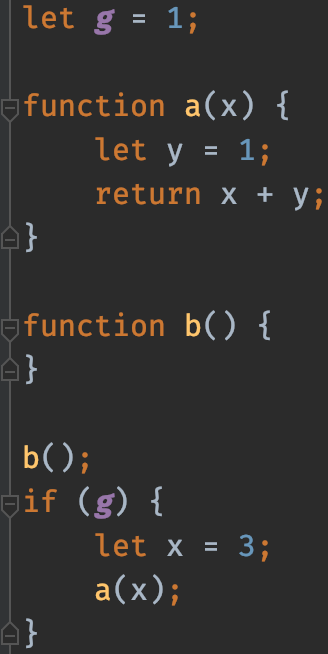 let g = 1;
function a(x) {
    let y = 1;
    return x + y;
}
function b() {
}
b();
if (g) {
    let x = 3;
    a(x);
}